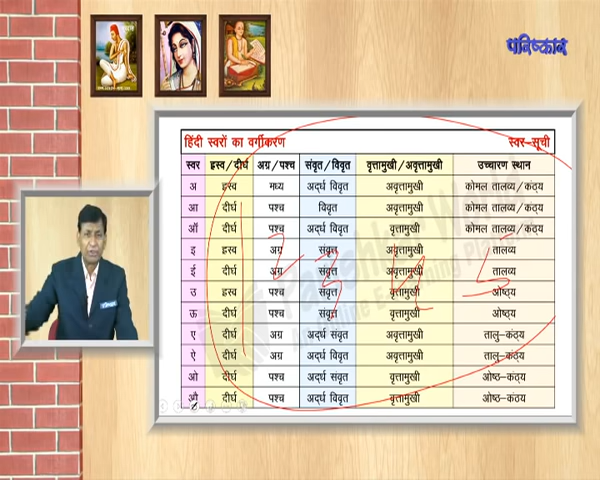 परिष्कार
हिंदी स्वरों का वर्गीकरण स्वर-सूची
स्वर ह्रस्व/दीर्घ अग्र/पश्च संवृत/विवृत वृत्तामुखी/अवृत्तामुखी उच्चारण स्थान
अ ह्रस्व मध्य अर्द्ध विवृत अवृत्तामुखी कोमल तालव्य/कंठ्य
आ दीर्घ पश्च विवृत अवृत्तामुखी कोमल तालव्य/कंठ्य
ऑ दीर्घ पश्च अर्द्ध विवृत वृत्तामुखी कोमल तालव्य/कंठ्य
इ ह्रस्व अग्र संवृत अवृत्तामुखी तालव्य
ई दीर्घ अग्र संवृत अवृत्तामुखी तालव्य
उ ह्रस्व पश्च संवृत वृत्तामुखी ओष्ठ्य
ऊ दीर्घ पश्च संवृत वृत्तामुखी ओष्ठ्य
ए दीर्घ अग्र अर्द्ध संवृत अवृत्तामुखी तालु-कंठ्य
ऐ दीर्घ अग्र अर्द्ध विवृत अवृत्तामुखी तालु-कंठ्य
ओ दीर्घ पश्च अर्द्ध संवृत वृत्तामुखी ओष्ठ-कंठ्य
औ दीर्घ पश्च अर्द्ध विवृत वृत्तामुखी ओष्ठ-कंठ्य